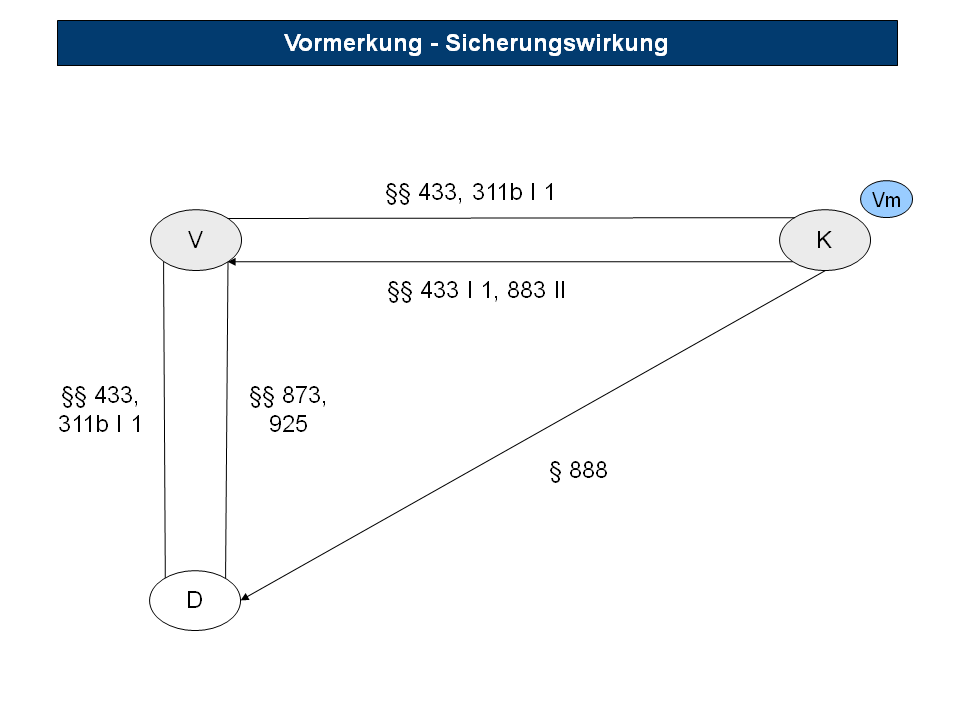 Vormerkung - Sicherungswirkung
§§ 433, 311b I 1
Vm
V
K
§§ 433 I 1, 883 II
§§ 433,
311b I 1
§§ 873,
925
§ 888
D